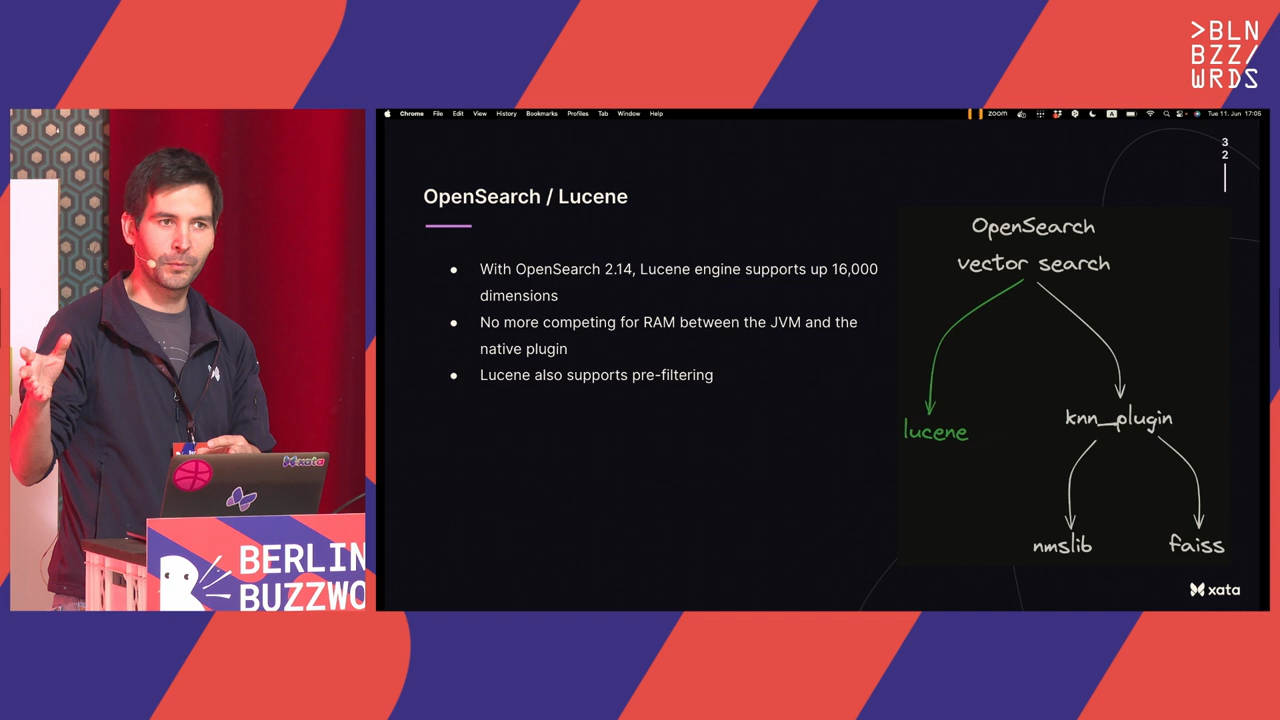 >BLN
BZZ/
WRDS
Chrome File Edit View History Bookmarks Profiles Tab Window Help
zoom A Tue 11. Jun 17:05
3
2
OpenSearch / Lucene
● With OpenSearch 2.14, Lucene engine supports up 16,000
dimensions
● No more competing for RAM between the JVM and the
native plugin
● Lucene also supports pre-filtering
OpenSearch
vector search
lucene
knn_plugin
nmslib
faiss
xata
xata
BERLIN
BUZZWO